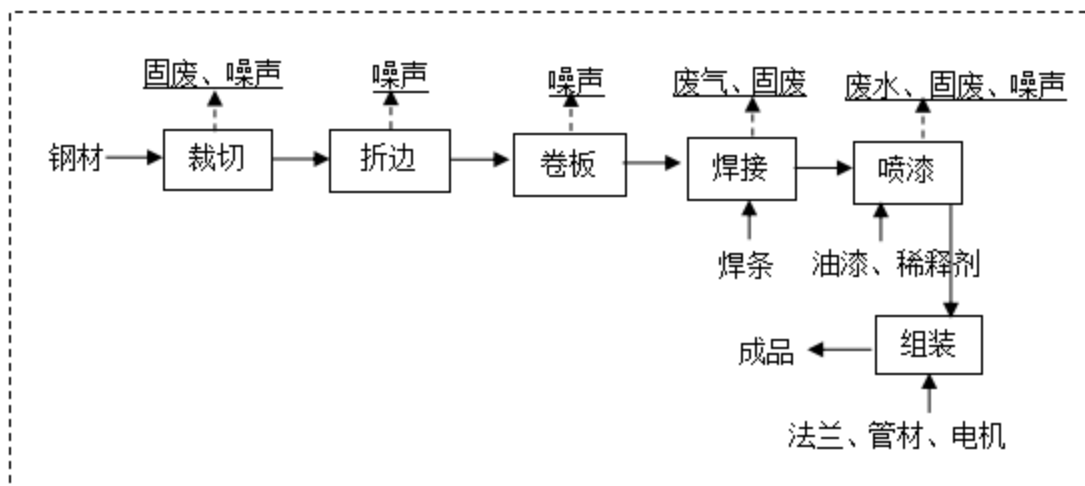 固废、噪声
噪声
噪声
废气、固废
废水、固废、噪声
钢材
裁切
折边
卷板
焊接
喷漆
焊条
油漆、稀释剂
成品
组装
法兰、管材、电机